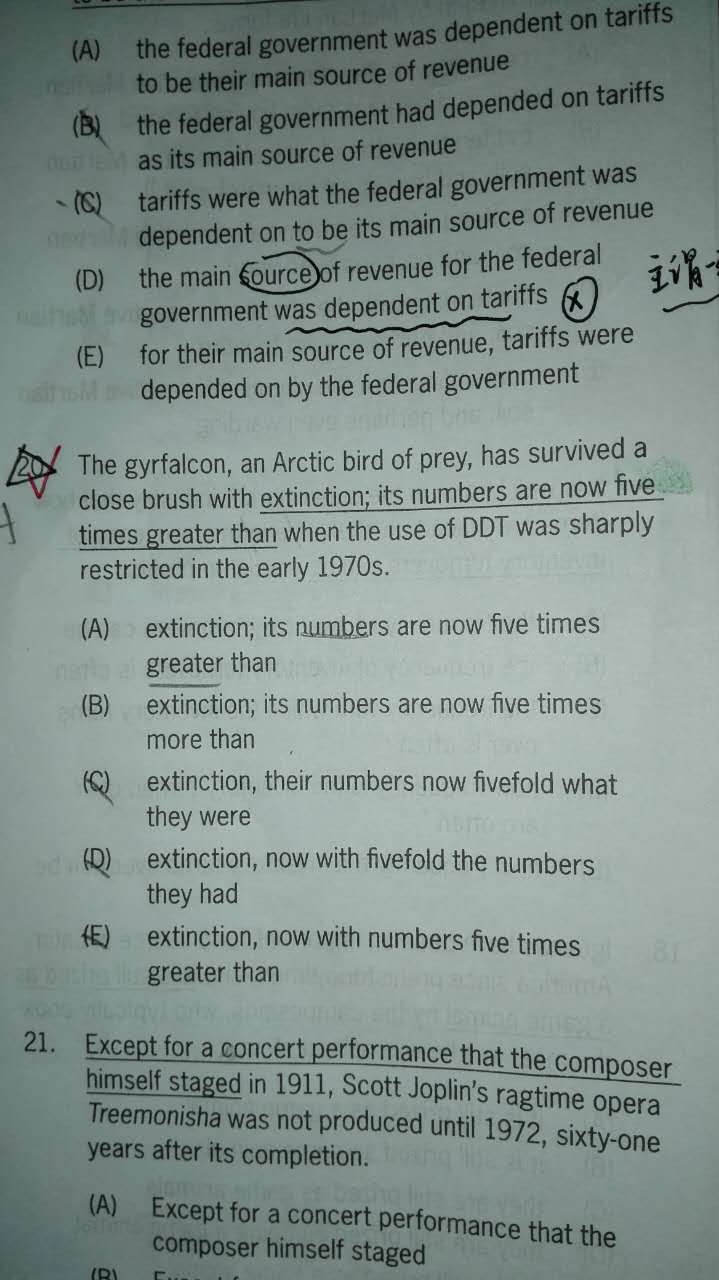 (A) the federal government was dependent on tariffs
to be their main source of revenue
(B) the federal government had depended on tariffs
as its main source of revenue
(C) tariffs were what the federal government was
dependent on to be its main source of revenue
(D) the main source of revenue for the federal
government was dependent on tariffs
主谓一
(E) for their main source of revenue, tariffs were
depended on by the federal government
20. The gyrfalcon, an Arctic bird of prey, has survived a
close brush with extinction; its numbers are now five
times greater than when the use of DDT was sharply
restricted in the early 1970s.
(A) extinction; its numbers are now five times
greater than
(B) extinction; its numbers are now five times
more than
(C) extinction, their numbers now fivefold what
they were
(D) extinction, now with fivefold the numbers
they had
(E) extinction, now with numbers five times
greater than
21. Except for a concert performance that the composer
himself staged in 1911, Scott Joplin's ragtime opera
Treemonisha was not produced until 1972, sixty-one
years after its completion.
(A) Except for a concert performance that the
composer himself staged
(B)